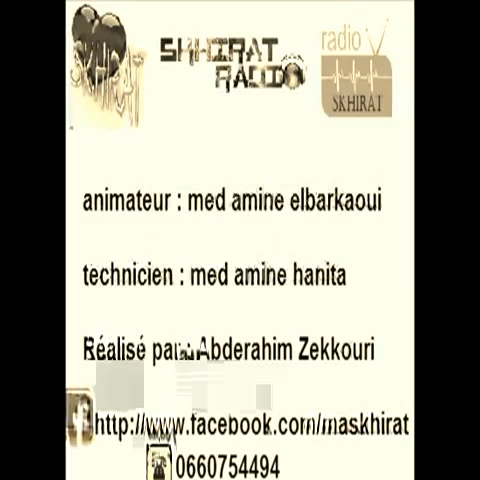 SKHIRAT
SKHIRAT
RADIO
radio
SKHIRAT
animateur : med amine elbarkaoui
technicien : med amine hanita
Réalisé par : Abderahim Zekkouri
http://www.facebook.com/maskhirat
0660754494